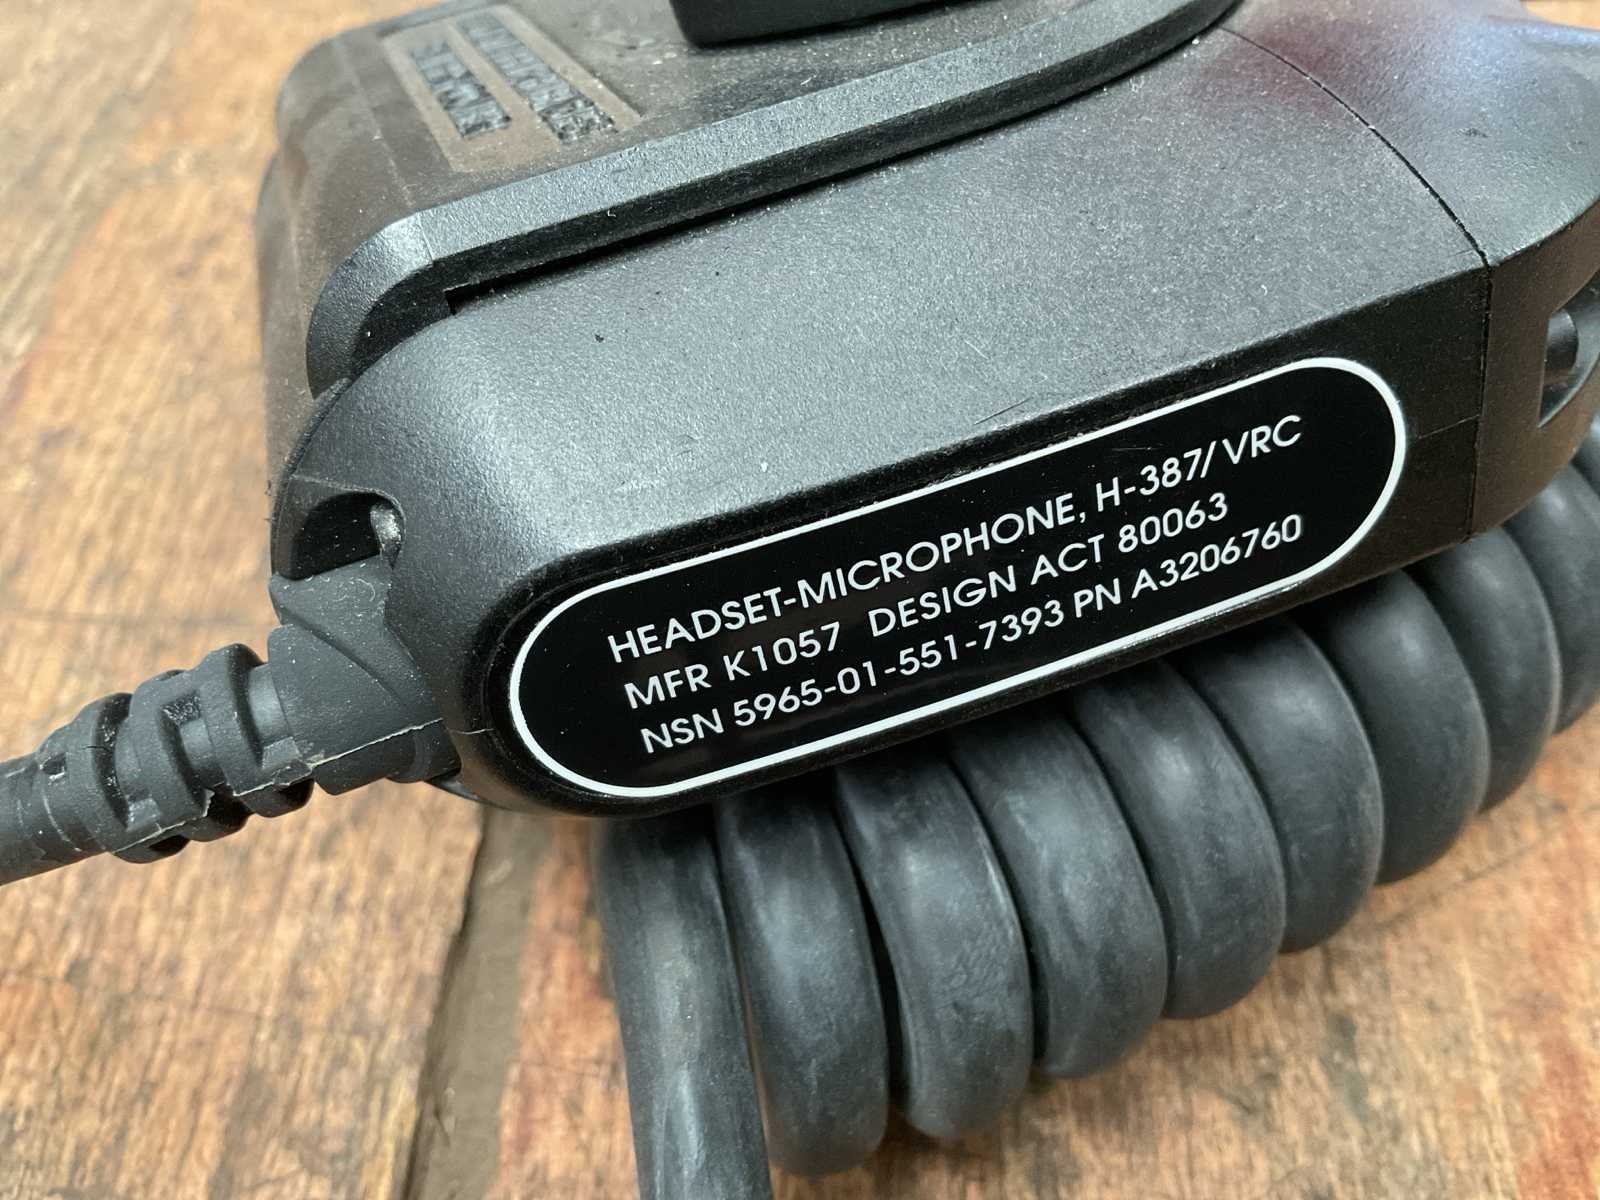 HEADSET-MICROPHONE, H-387/VRC
MFR K1057 DESIGN ACT 80063
NSN 5965-01-551-7393 PN A3206760